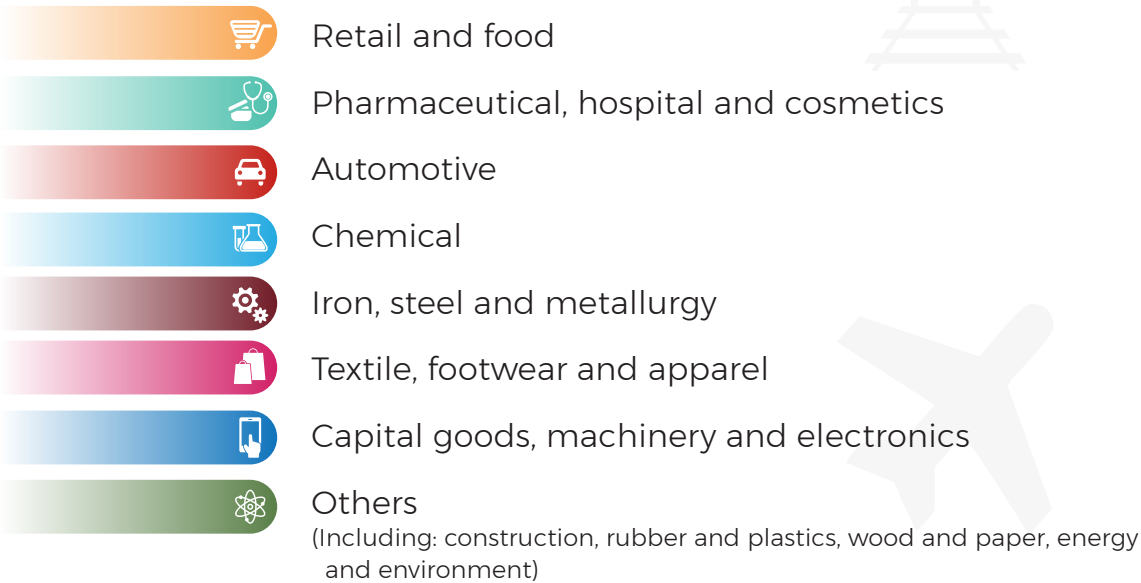 Retail and food
Pharmaceutical, hospital and cosmetics
Automotive
Chemical
Iron, steel and metallurgy
Textile, footwear and apparel
Capital goods, machinery and electronics
Others
(Including: construction, rubber and plastics, wood and paper, energy
and environment)